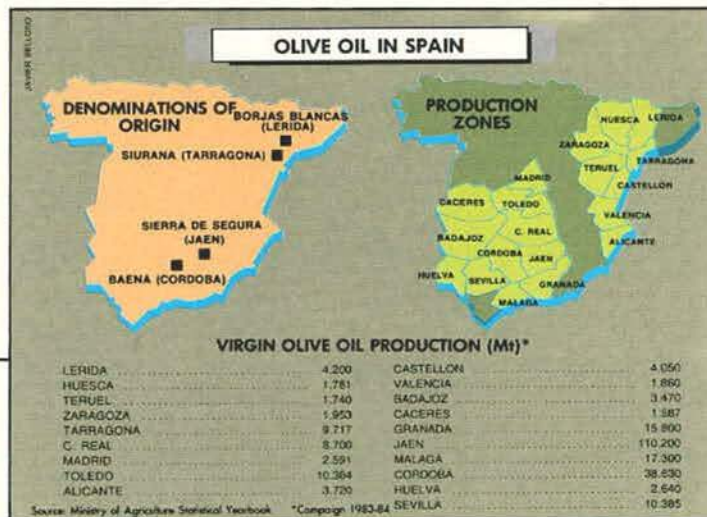 JAVIER BELLOSO
OLIVE OIL IN SPAIN
DENOMINATIONS OF
ORIGIN
BORJAS BLANCAS
(LERIDA)
SIURANA (TARRAGONA)
SIERRA DE SEGURA
(JAEN)
BAENA (CORDOBA)
PRODUCTION
ZONES
HUESCA
LERIDA
ZARAGOZA
TERUEL
TARRAGONA
MADRID
CASTELLON
CACERES
TOLEDO
VALENCIA
BADAJOZ
C. REAL
CORDOBA
JAEN
ALICANTE
HUELVA
SEVILLA
GRANADA
MALAGA
VIRGIN OLIVE OIL PRODUCTION (Mt)*
LERIDA 4.200
HUESCA 1.781
TERUEL 1.740
ZARAGOZA 1.953
TARRAGONA 9.717
C. REAL 8.700
MADRID 2.591
TOLEDO 10.364
ALICANTE 3.720
CASTELLON 4.050
VALENCIA 1.860
BADAJOZ 3.470
CACERES 1.587
GRANADA 15.800
JAEN 110.200
MALAGA 17.300
CORDOBA 38.630
HUELVA 2.640
SEVILLA 10.385
Source: Ministry of Agriculture Statistical Yearbook *Campaign 1983-84